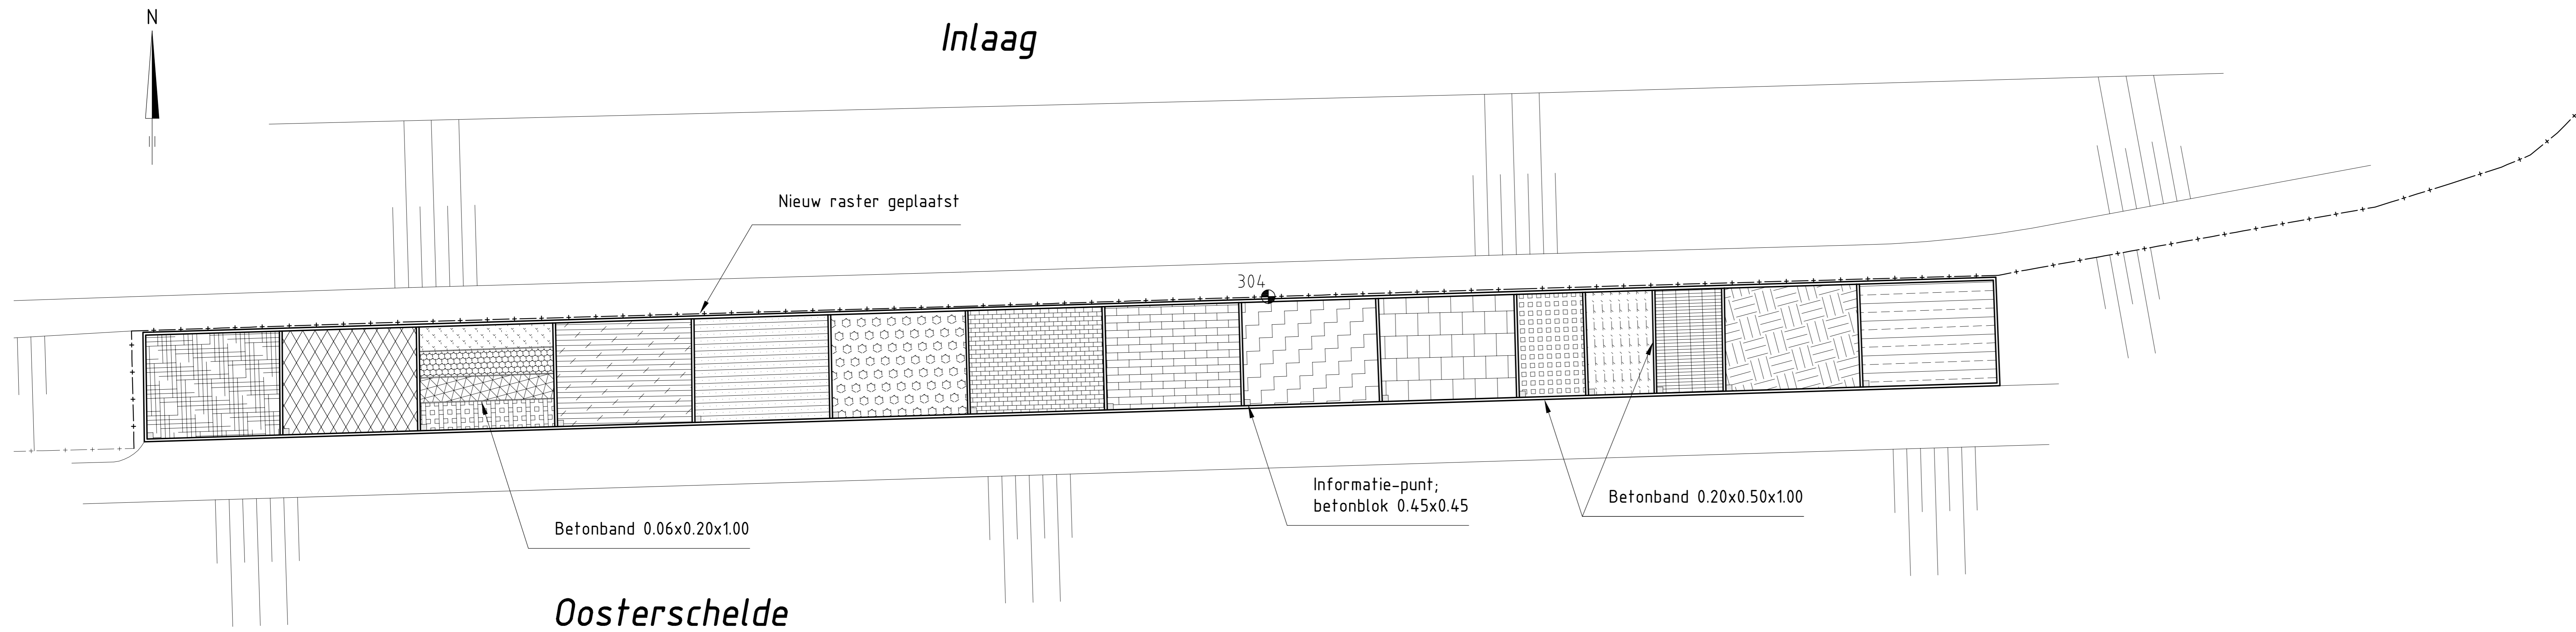 N
Inlaag
Nieuw raster geplaatst
304
Informatie-punt;
betonblok 0.45x0.45
Betonband 0.20x0.50x1.00
Betonband 0.06x0.20x1.00
Oosterschelde